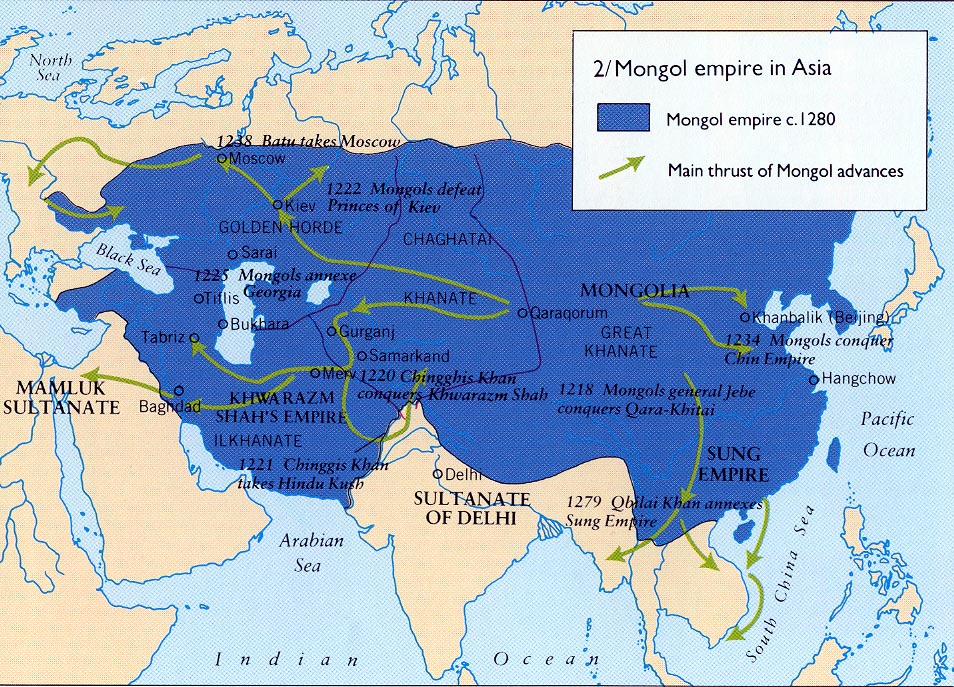 North
Sea
2/Mongol empire in Asia
Mongol empire c.1280
Main thrust of Mongol advances
1238 Batu takes Moscow
Moscow
1222 Mongols defeat
Princes of Kiev
Kiev
GOLDEN HORDE
CHAGHATAI
KHANATE
Black Sea
Sarai
1225 Mongols annexe
Georgia
Tiflis
Bukhara
Tabriz
Gurganj
Samarkand
Merv
MONGOLIA
Qaraqorum
GREAT
KHANATE
Khanbalik (Beijing)
1234 Mongols conquer
Chin Empire
Hangchow
1220 Chingghis Khan
conquers Khwarazm Shah
1218 Mongols general Jebe
conquers Qara-Khitai
MAMLUK
SULTANATE
Baghdad
KHWARAZM
SHAH'S EMPIRE
ILKHANATE
1221 Chinggis Khan
takes Hindu Kush
Delhi
SULTANATE
OF DELHI
SUNG
EMPIRE
1279 Qbilai Khan annexes
Sung Empire
Pacific
Ocean
Arabian
Sea
South China Sea
Indian Ocean